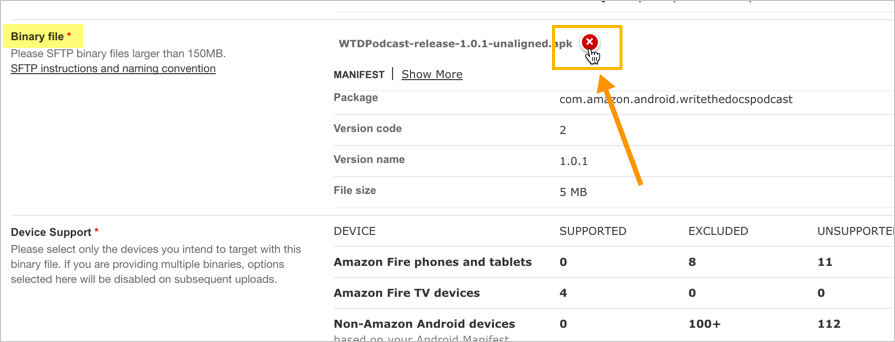 Binary file *
Please SFTP binary files larger than 150MB.
SFTP instructions and naming convention
WTDPodcast-release-1.0.1-unaligned.apk
MANIFEST | Show More
Package com.amazon.android.writethedocspodcast
Version code 2
Version name 1.0.1
File size 5 MB
Device Support *
Please select only the devices you intend to target with this
binary file. If you are providing multiple binaries, options
selected here will be disabled on subsequent uploads.
DEVICE SUPPORTED EXCLUDED UNSUPPORTE
Amazon Fire phones and tablets 0 8 11
Amazon Fire TV devices 4 0 0
Non-Amazon Android devices 0 100+ 112
based on your Android Manifest